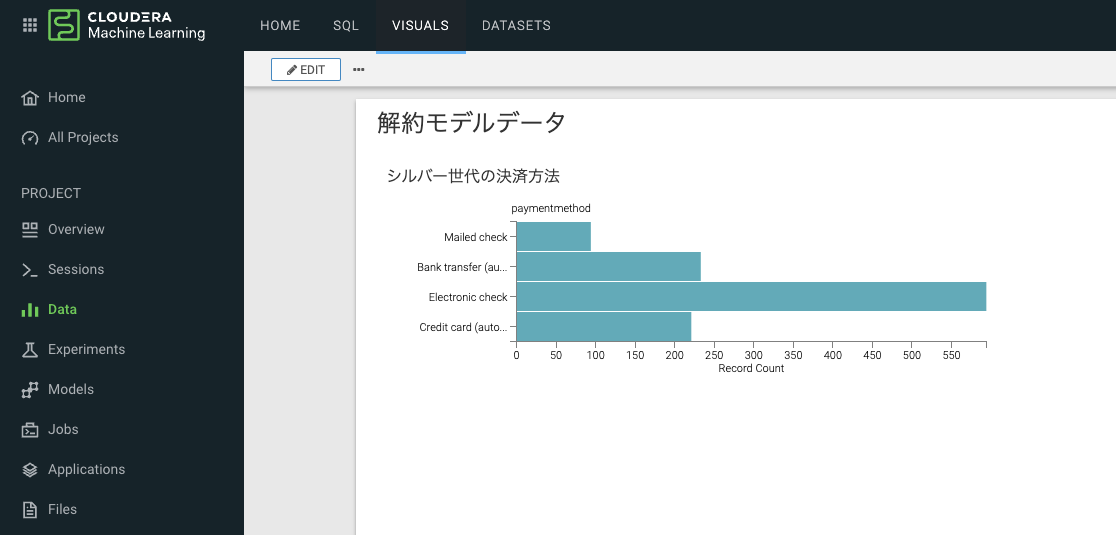 CLOUDERA
Machine Learning
HOME SQL VISUALS DATASETS
EDIT
Home
All Projects
PROJECT
Overview
Sessions
Data
Experiments
Models
Jobs
Applications
Files
解約モデルデータ
シルバー世代の決済方法
paymentmethod
Mailed check
Bank transfer (au...
Electronic check
Credit card (auto...
0 50 100 150 200 250 300 350 400 450 500 550
Record Count